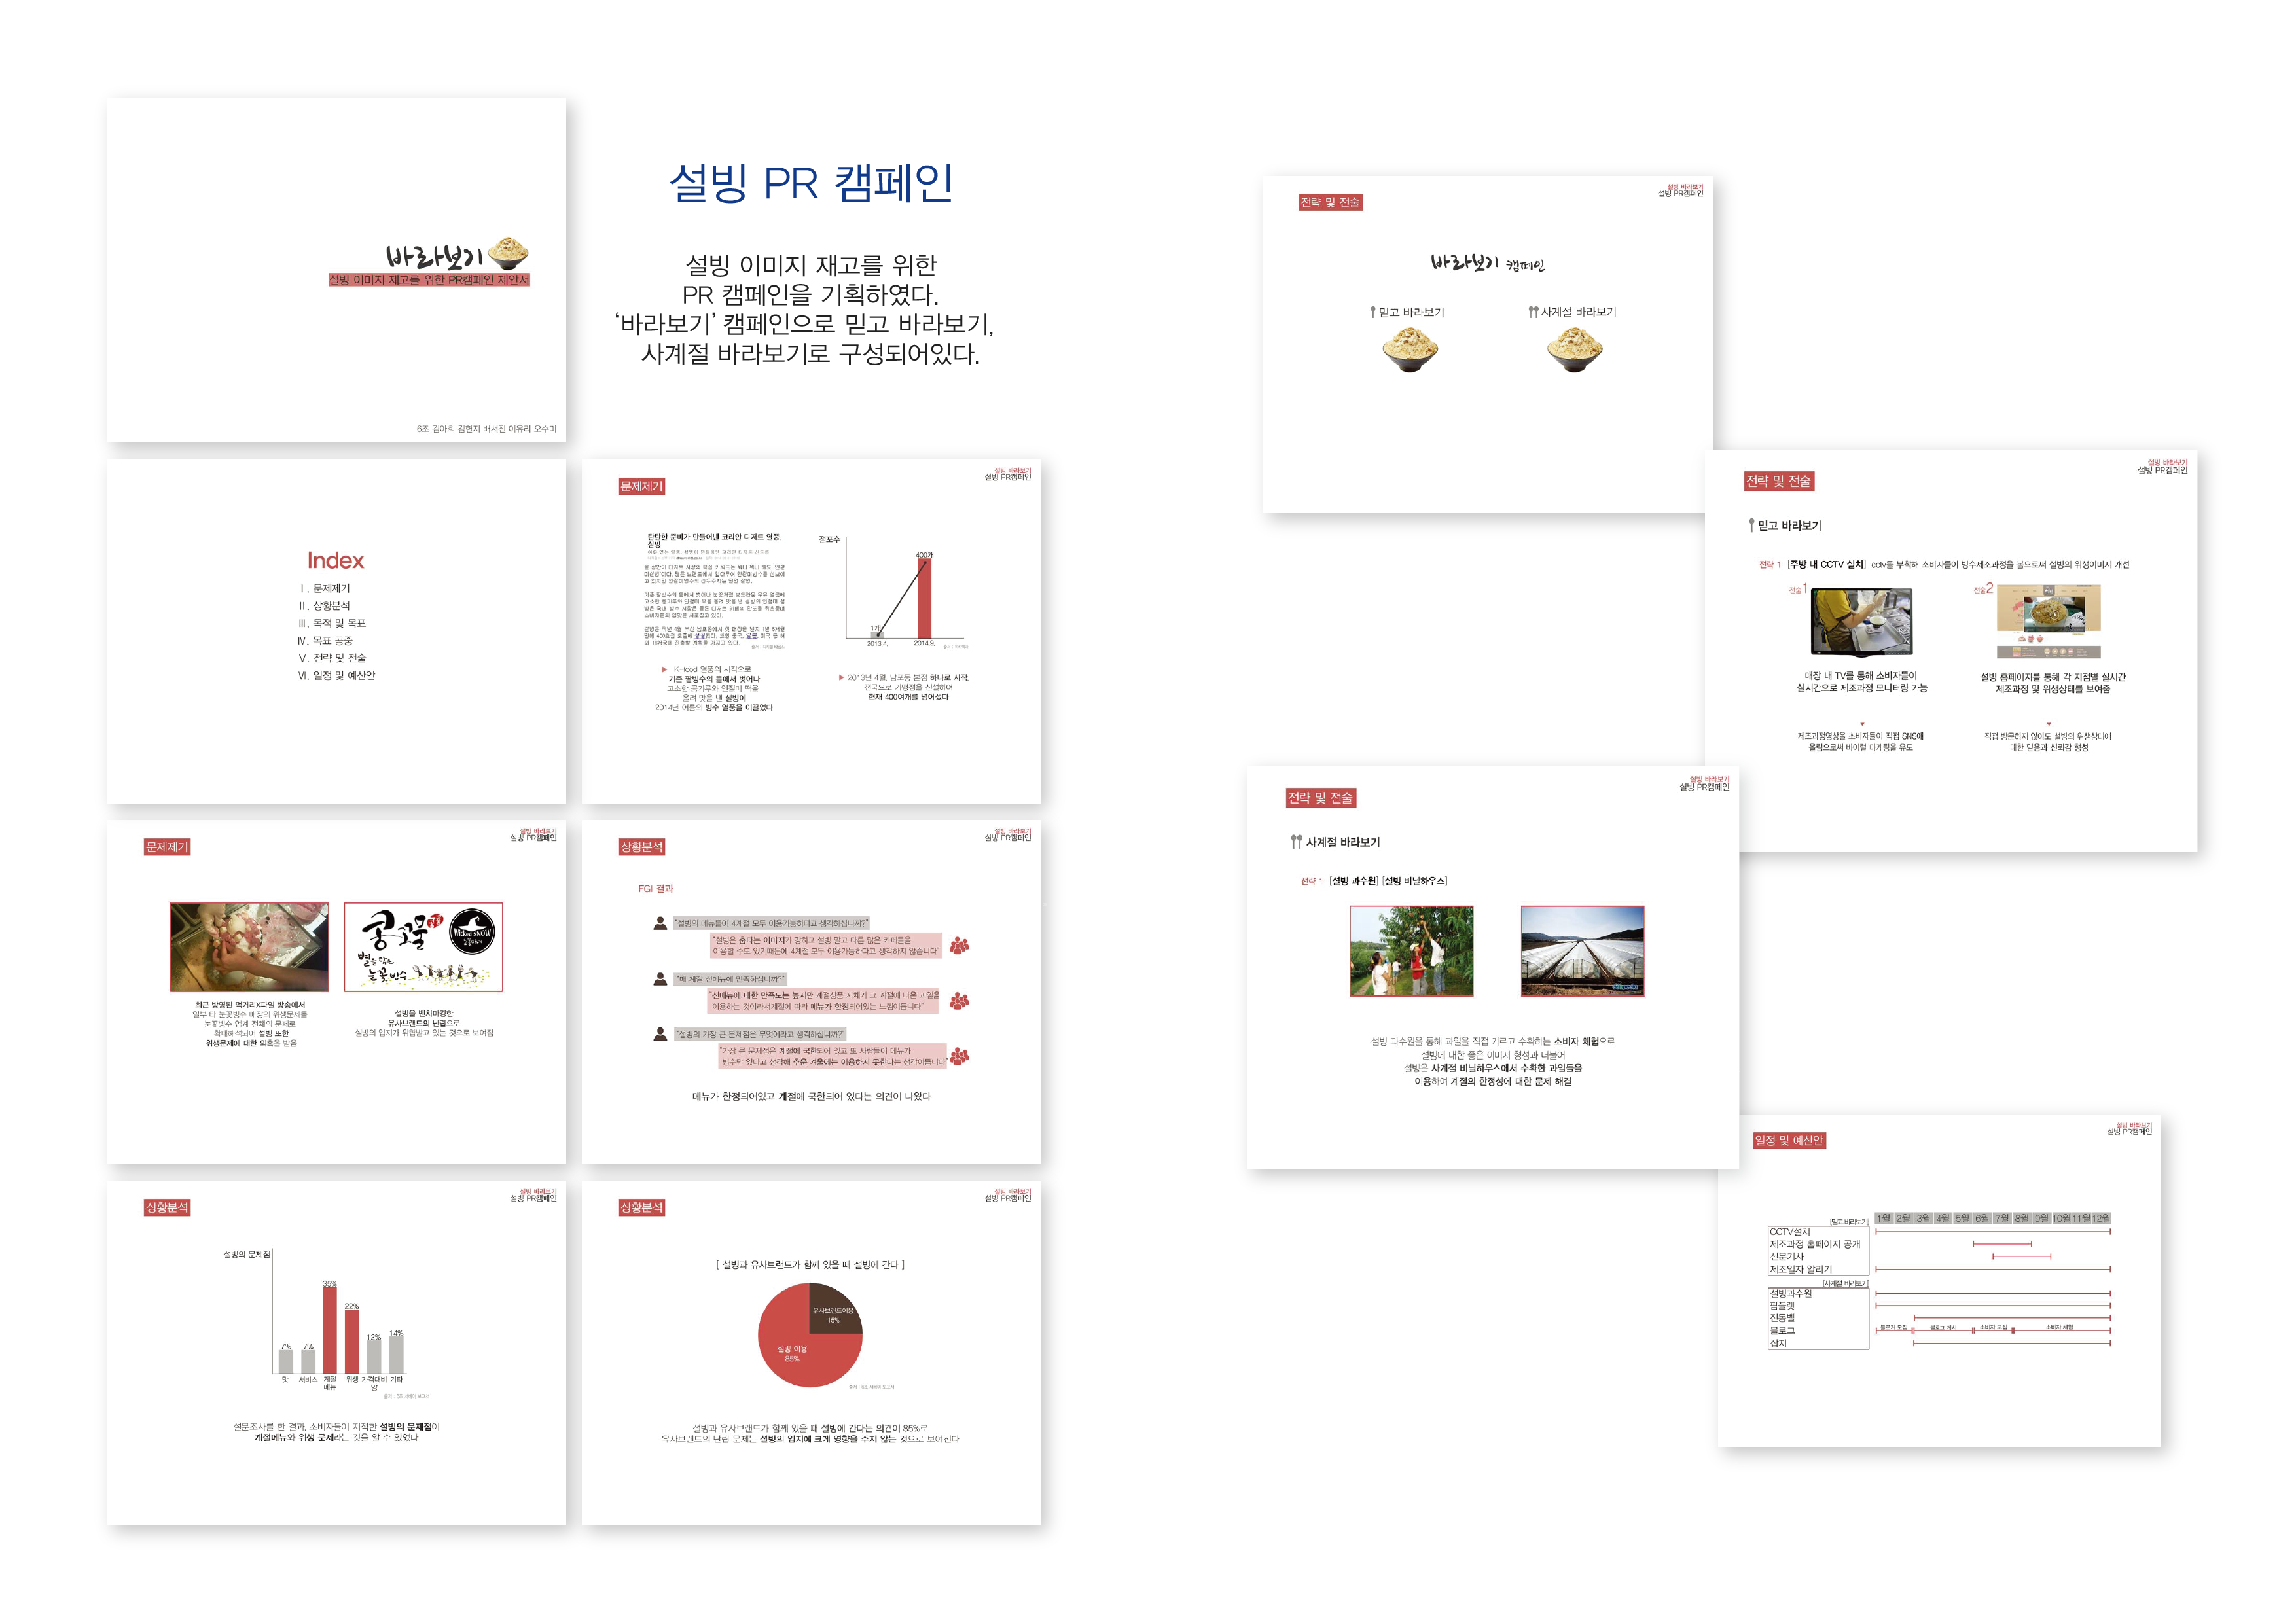 바라보기
설빙 이미지 재고를 위한 PR캠페인 제안서
6조 김아희 김현지 배서진 이유리 오수미
설빙 PR 캠페인
설빙 이미지 재고를 위한
PR 캠페인을 기획하였다.
‘바라보기’ 캠페인으로 믿고 바라보기,
사계절 바라보기로 구성되어있다.
Index
Ⅰ. 문제제기
Ⅱ. 상황분석
Ⅲ. 목적 및 목표
Ⅳ. 목표 공중
Ⅴ. 전략 및 전술
Ⅵ. 일정 및 예산안
설빙 바라보기
설빙 PR캠페인
문제제기
탄탄한 준비가 만들어낸 코리안 디저트 열풍,
설빙
점포수
400개
1개
2013.4.
2014.9.
▶ K-food 열풍의 시작으로
기존 팥빙수의 틀에서 벗어나
고소한 콩가루와 인절미 떡을
올려 맛을 낸 설빙이
2014년 여름의 빙수 열풍을 이끌었다
▶ 2013년 4월, 남포동 본점 하나로 시작,
전국으로 가맹점을 신설하여
현재 400여개를 넘어섰다
설빙 바라보기
설빙 PR캠페인
문제제기
콩고물
Wicked SNOW
별을 닮은
눈꽃빙수
최근 방영된 먹거리X파일 방송에서
일부 타 눈꽃빙수 매장의 위생문제를
눈꽃빙수 업계 전체의 문제로
확대해석되어 설빙 또한
위생문제에 대한 의혹을 받음
설빙을 벤치마킹한
유사브랜드의 난립으로
설빙의 입지가 위협받고 있는 것으로 보여짐
설빙 바라보기
설빙 PR캠페인
상황분석
FGI 결과
“설빙의 메뉴들이 4계절 모두 이용가능하다고 생각하십니까?”
“설빙은 춥다는 이미지가 강하고 설빙 말고 다른 많은 카페들을
이용할 수도 있기때문에 4계절 모두 이용가능하다고 생각하지 않습니다”
“매 계절 신메뉴에 만족하십니까?”
“신메뉴에 대한 만족도는 높지만 계절상품 자체가 그 계절에 나온 과일을
이용하는 것이라서계절에 따라 메뉴가 한정되어있는 느낌이듭니다”
“설빙의 가장 큰 문제점은 무엇이라고 생각하십니까?”
“가장 큰 문제점은 계절에 국한되어 있고 또 사람들이 메뉴가
빙수만 있다고 생각해 추운 겨울에는 이용하지 못한다는 생각이듭니다”
메뉴가 한정되어있고 계절에 국한되어 있다는 의견이 나왔다
설빙 바라보기
설빙 PR캠페인
상황분석
설빙의 문제점
35%
22%
7%
7%
12%
14%
맛 서비스 계절 위생 가격대비 기타
메뉴 양
설문조사를 한 결과, 소비자들이 지적한 설빙의 문제점이
계절메뉴와 위생 문제라는 것을 알 수 있었다
설빙 바라보기
설빙 PR캠페인
상황분석
[ 설빙과 유사브랜드가 함께 있을 때 설빙에 간다 ]
유사브랜드이용
15%
설빙 이용
85%
설빙과 유사브랜드가 함께 있을 때 설빙에 간다는 의견이 85%로
유사브랜드의 난립 문제는 설빙의 입지에 크게 영향을 주지 않는 것으로 보여진다
설빙 바라보기
설빙 PR캠페인
전략 및 전술
바라보기 캠페인
믿고 바라보기
사계절 바라보기
설빙 바라보기
설빙 PR캠페인
전략 및 전술
믿고 바라보기
전략 1 [주방 내 CCTV 설치] cctv를 부착해 소비자들이 빙수제조과정을 봄으로써 설빙의 위생이미지 개선
전술1
전술2
매장 내 TV를 통해 소비자들이
실시간으로 제조과정 모니터링 가능
설빙 홈페이지를 통해 각 지점별 실시간
제조과정 및 위생상태를 보여줌
제조과정영상을 소비자들이 직접 SNS에
올림으로써 바이럴 마케팅을 유도
직접 방문하지 않아도 설빙의 위생상태에
대한 믿음과 신뢰감 형성
설빙 바라보기
설빙 PR캠페인
전략 및 전술
사계절 바라보기
전략 1 [설빙 과수원] [설빙 비닐하우스]
설빙 과수원을 통해 과일을 직접 기르고 수확하는 소비자 체험으로
설빙에 대한 좋은 이미지 형성과 더불어
설빙은 사계절 비닐하우스에서 수확한 과일들을
이용하여 계절의 한정성에 대한 문제 해결
설빙 바라보기
설빙 PR캠페인
일정 및 예산안
[믿고 바라보기]
1월 2월 3월 4월 5월 6월 7월 8월 9월 10월 11월 12월
CCTV설치
제조과정 홈페이지 공개
신문기사
제조일자 알리기
[사계절 바라보기]
설빙과수원
팜플렛
진동벨
블로그
블로거 모집
블로그 게시
소비자 모집
소비자 체험
잡지